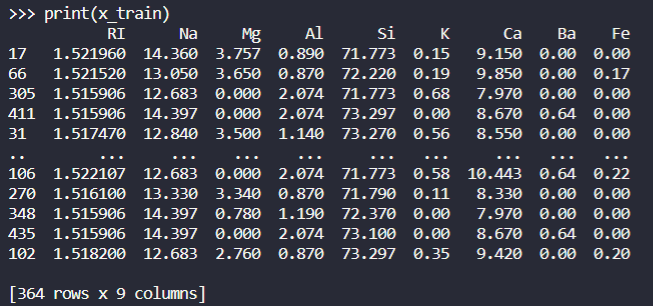 >>> print(x_train)
RI Na Mg Al Si K Ca Ba Fe
17 1.521960 14.360 3.757 0.890 71.773 0.15 9.150 0.00 0.00
66 1.521520 13.050 3.650 0.870 72.220 0.19 9.850 0.00 0.17
305 1.515906 12.683 0.000 2.074 71.773 0.68 7.970 0.00 0.00
411 1.515906 14.397 0.000 2.074 73.297 0.00 8.670 0.64 0.00
31 1.517470 12.840 3.500 1.140 73.270 0.56 8.550 0.00 0.00
.. ... ... ... ... ... ... ... ... ...
106 1.522107 12.683 0.000 2.074 71.773 0.58 10.443 0.64 0.22
270 1.516100 13.330 3.340 0.870 71.790 0.11 8.330 0.00 0.00
348 1.515906 14.397 0.780 1.190 72.370 0.00 7.970 0.00 0.00
435 1.515906 14.397 0.000 2.074 73.100 0.00 8.670 0.64 0.00
102 1.518200 12.683 2.760 0.870 73.297 0.35 9.420 0.00 0.20
[364 rows x 9 columns]